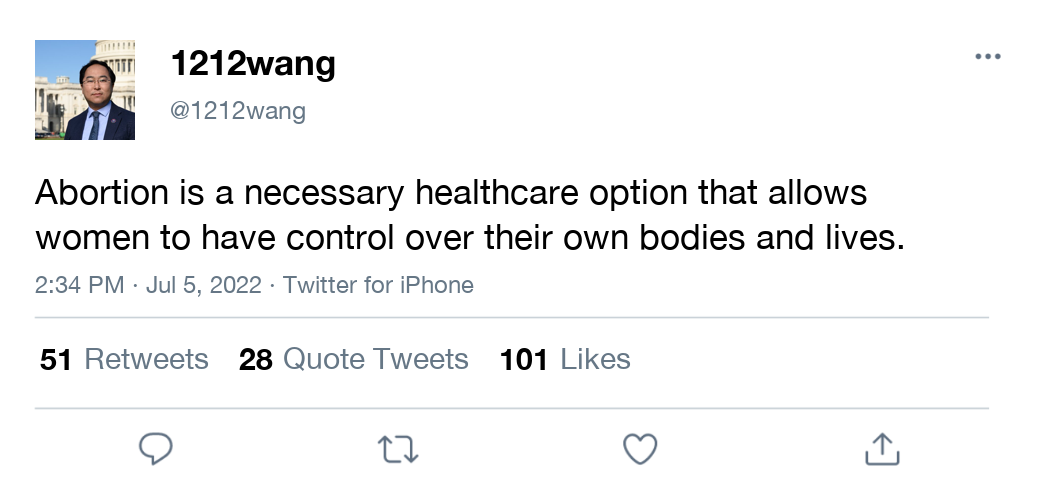 1212wang
@1212wang
Abortion is a necessary healthcare option that allows
women to have control over their own bodies and lives.
2:34 PM · Jul 5, 2022 · Twitter for iPhone
51 Retweets 28 Quote Tweets 101 Likes